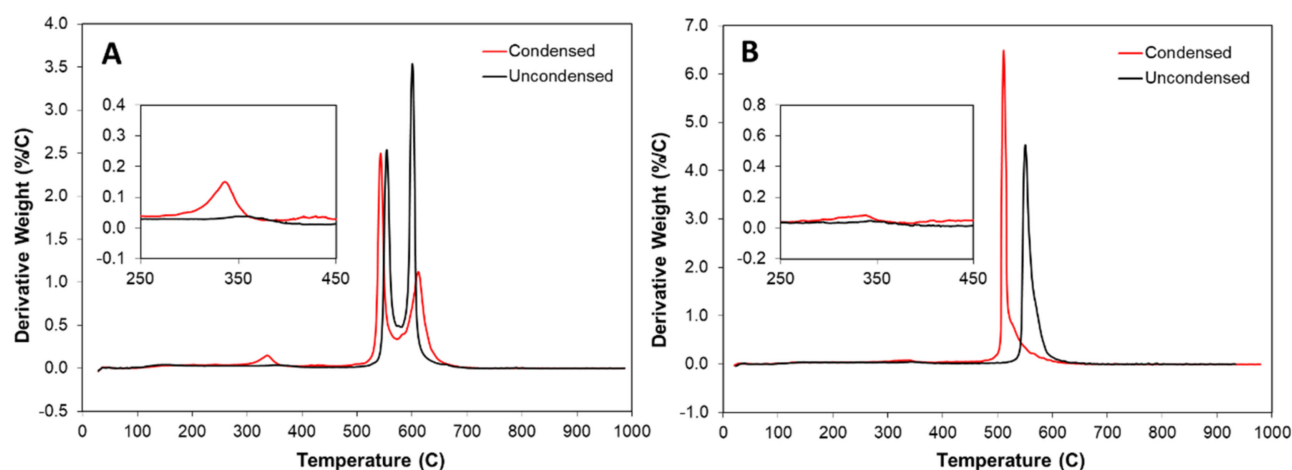 A
Condensed
Uncondensed
4.0
3.5
3.0
2.5
2.0
1.5
1.0
0.5
0.0
-0.5
Derivative Weight (%/C)
0.4
0.3
0.2
0.1
0.0
-0.1
250 350 450
0 100 200 300 400 500 600 700 800 900 1000
Temperature (C)
B
Condensed
Uncondensed
7.0
6.0
5.0
4.0
3.0
2.0
1.0
0.0
-1.0
Derivative Weight (%/C)
0.8
0.6
0.4
0.2
0.0
-0.2
250 350 450
0 100 200 300 400 500 600 700 800 900 1000
Temperature (C)